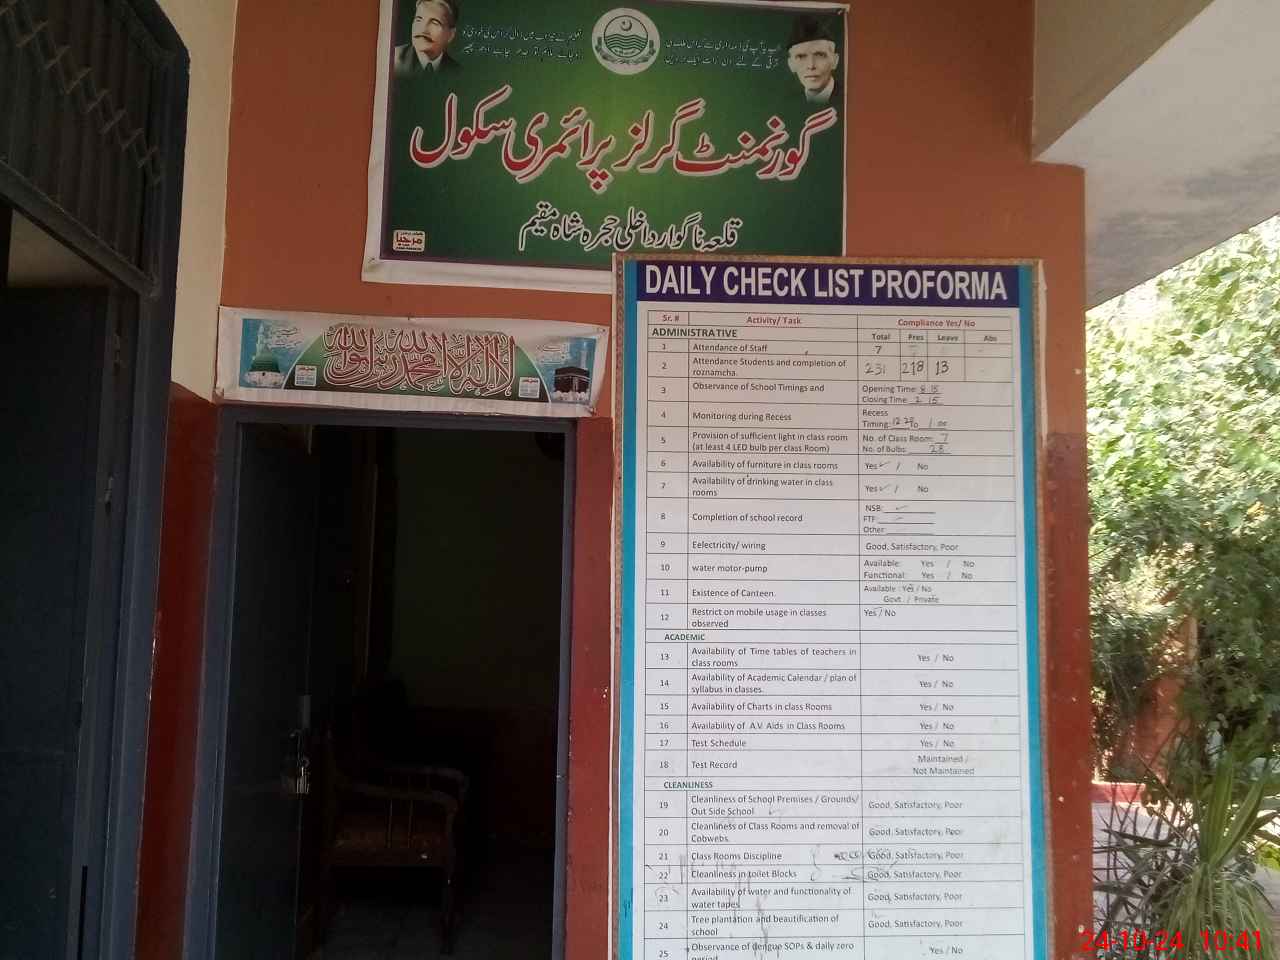 گورنمنٹ گرلز پرائمری سکول
قلعہ ناگوارداخلی حجرہ شاہ مقیم
مرحبا
لا الہ الا اللہ محمد رسول اللہ
DAILY CHECK LIST PROFORMA
Sr. # Activity/ Task Compliance Yes/ No
ADMINISTRATIVE Total Pres Leave Abs
1 Attendance of Staff 7
2 Attendance Students and completion of roznamcha. 231 218 13
3 Observance of School Timings and Opening Time: 8 15
Closing Time 2 15
4 Monitoring during Recess Recess
Timing:
5 Provision of sufficient light in class room No. of Class Room: 7
(at least 4 LED bulb per class Room) No. of Bulbs: 28
6 Availability of furniture in class rooms Yes ✓ / No
7 Availability of drinking water in class rooms Yes ✓ / No
8 Completion of school record NSB: ✓
FTF:
Other:
9 Eelectricity/ wiring Good, Satisfactory, Poor
10 water motor-pump Available: Yes / No
Functional: Yes / No
11 Existence of Canteen. Available : Yes / No
Govt. / Private
12 Restrict on mobile usage in classes observed Yes / No
ACADEMIC
13 Availability of Time tables of teachers in class rooms Yes / No
14 Availability of Academic Calendar / plan of syllabus in classes. Yes / No
15 Availability of Charts in class Rooms Yes / No
16 Availability of A.V. Aids in Class Rooms Yes / No
17 Test Schedule Yes / No
18 Test Record Maintained /
Not Maintained
CLEANLINESS
19 Cleanliness of School Premises / Grounds/ Out Side School Good, Satisfactory, Poor
20 Cleanliness of Class Rooms and removal of Cobwebs. Good, Satisfactory, Poor
21 Class Rooms Discipline Good, Satisfactory, Poor
22 Cleanliness in toilet Blocks Good, Satisfactory, Poor
23 Availability of water and functionality of water tapes Good, Satisfactory, Poor
24 Tree plantation and beautification of school Good, Satisfactory, Poor
25 Observance of dengue SOPs & daily zero period Yes / No
24-10-24 10:41